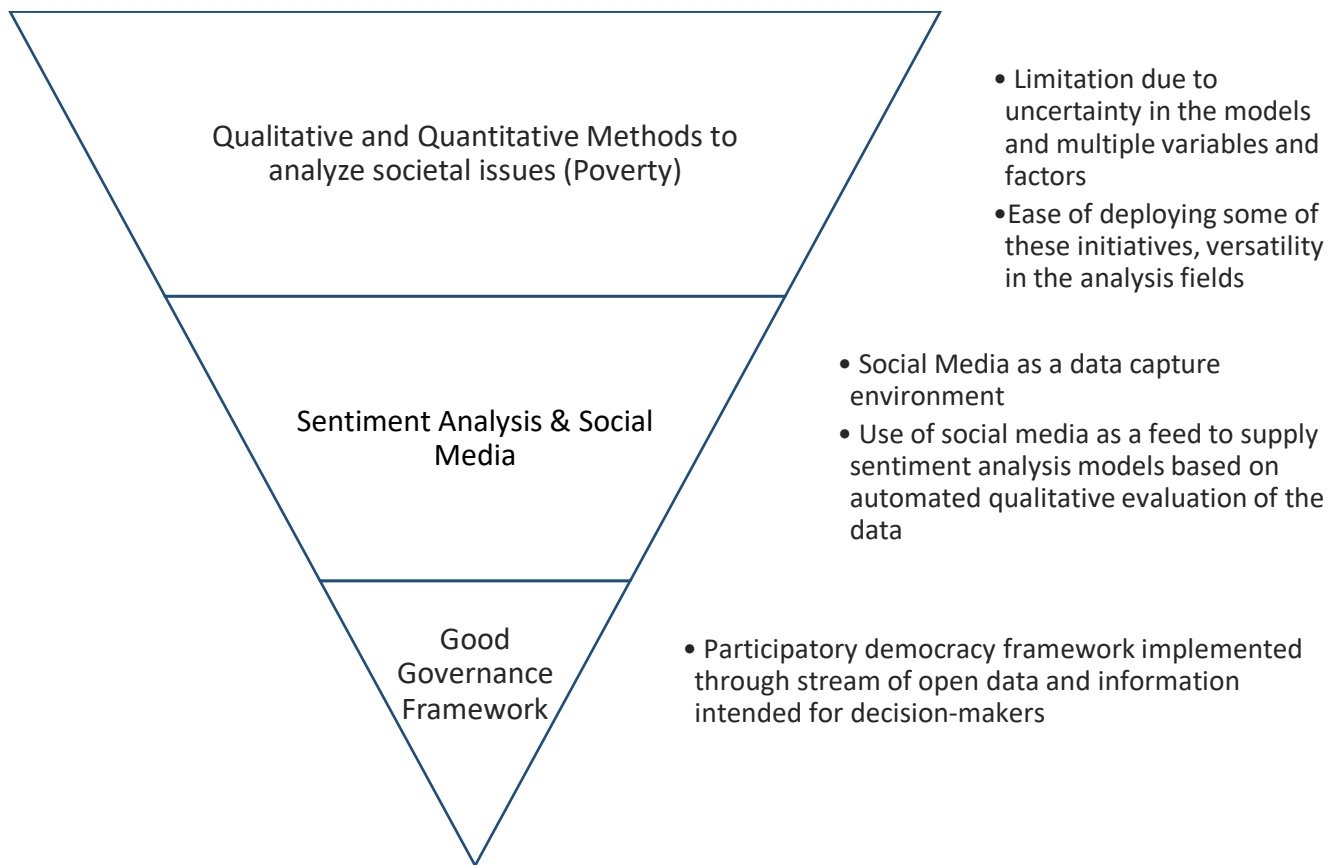 Qualitative and Quantitative Methods to
analyze societal issues (Poverty)
• Limitation due to
uncertainty in the models
and multiple variables and
factors
•Ease of deploying some of
these initiatives, versatility
in the analysis fields
Sentiment Analysis & Social
Media
• Social Media as a data capture
environment
• Use of social media as a feed to supply
sentiment analysis models based on
automated qualitative evaluation of the
data
Good
Governance
Framework
• Participatory democracy framework implemented
through stream of open data and information
intended for decision-makers